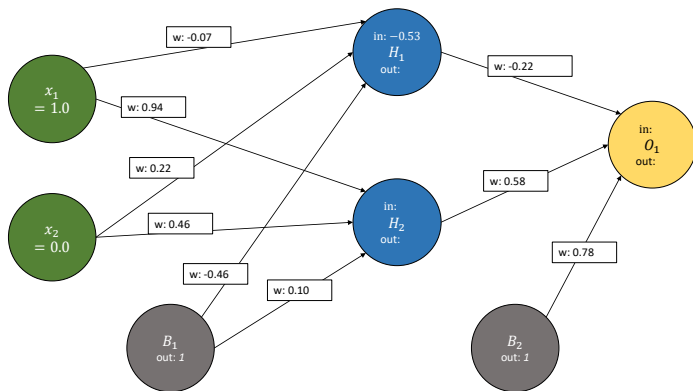 w: -0.07
in: −0.53
H₁
out:
w: -0.22
x₁
= 1.0
w: 0.94
in:
O₁
out:
w: 0.22
w: 0.58
x₂
= 0.0
w: 0.46
in:
H₂
out:
w: -0.46
w: 0.10
w: 0.78
B₁
out: 1
B₂
out: 1